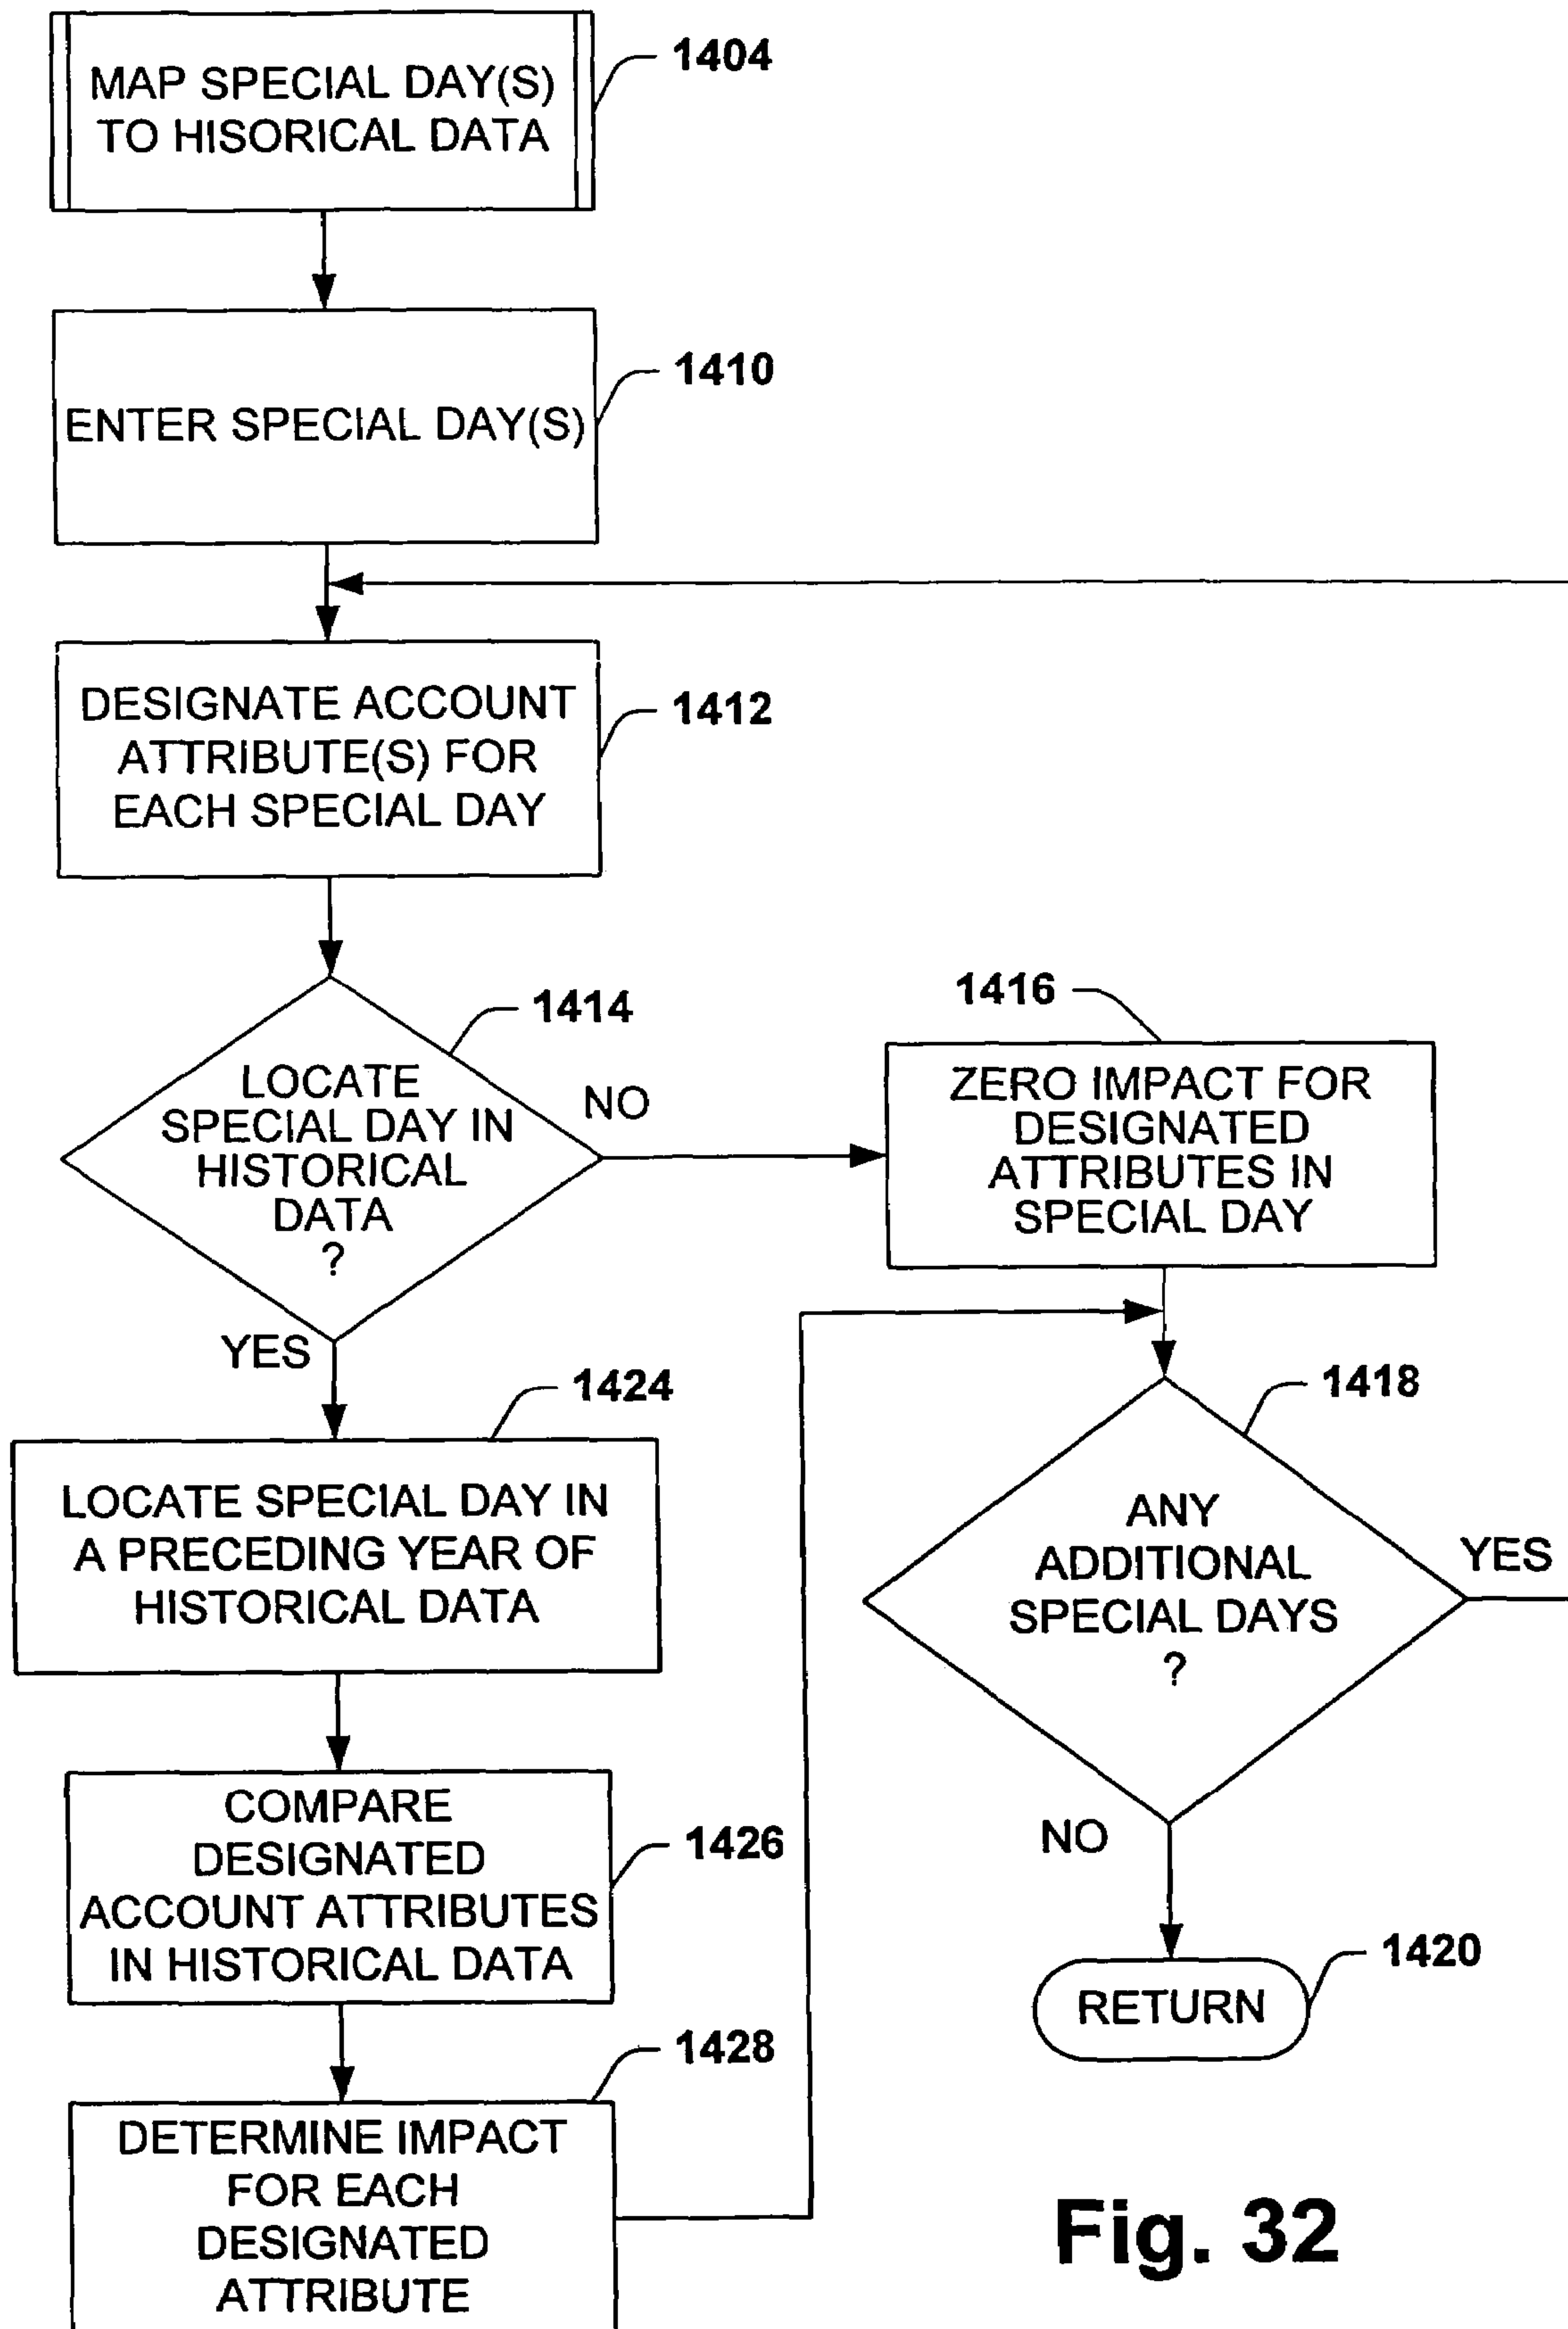 MAP SPECIAL DAY(S)
TO HISORICAL DATA
1404
ENTER SPECIAL DAY(S)
1410
DESIGNATE ACCOUNT
ATTRIBUTE(S) FOR
EACH SPECIAL DAY
1412
LOCATE
SPECIAL DAY IN
HISTORICAL
DATA
?
1414
NO
YES
1416
ZERO IMPACT FOR
DESIGNATED
ATTRIBUTES IN
SPECIAL DAY
1418
ANY
ADDITIONAL
SPECIAL DAYS
?
YES
NO
1420
RETURN
1424
LOCATE SPECIAL DAY IN
A PRECEDING YEAR OF
HISTORICAL DATA
COMPARE
DESIGNATED
ACCOUNT ATTRIBUTES
IN HISTORICAL DATA
1426
1428
DETERMINE IMPACT
FOR EACH
DESIGNATED
ATTRIBUTE
Fig. 32